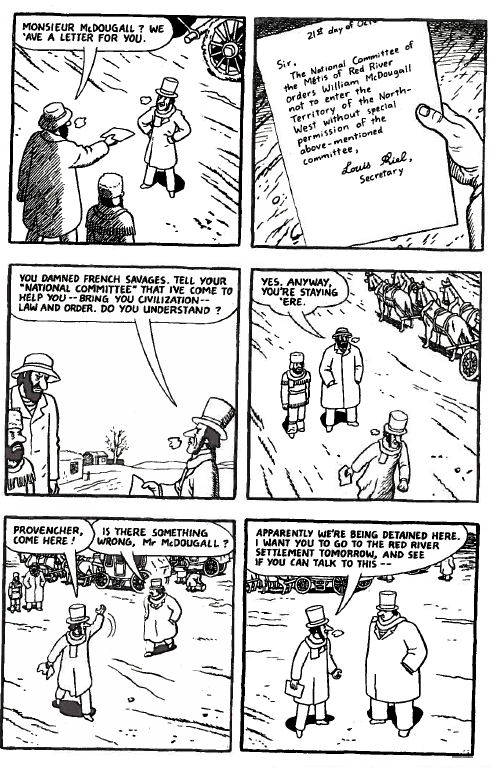 MONSIEUR McDOUGALL? WE
'AVE A LETTER FOR YOU.
21st day of Octo
Sir,
The National Committee of
the Métis of Red River
orders William McDougall
not to enter the
Territory of the North-
West without special
permission of the
above-mentioned
committee,
Louis Riel,
Secretary
YOU DAMNED FRENCH SAVAGES. TELL YOUR
"NATIONAL COMMITTEE" THAT IVE COME TO
HELP YOU -- BRING YOU CIVILIZATION --
LAW AND ORDER. DO YOU UNDERSTAND?
YES. ANYWAY,
YOU'RE STAYING
'ERE.
PROVENCHER,
COME HERE!
IS THERE SOMETHING
WRONG, Mr McDOUGALL?
APPARENTLY WE'RE BEING DETAINED HERE.
I WANT YOU TO GO TO THE RED RIVER
SETTLEMENT TOMORROW, AND SEE
IF YOU CAN TALK TO THIS --